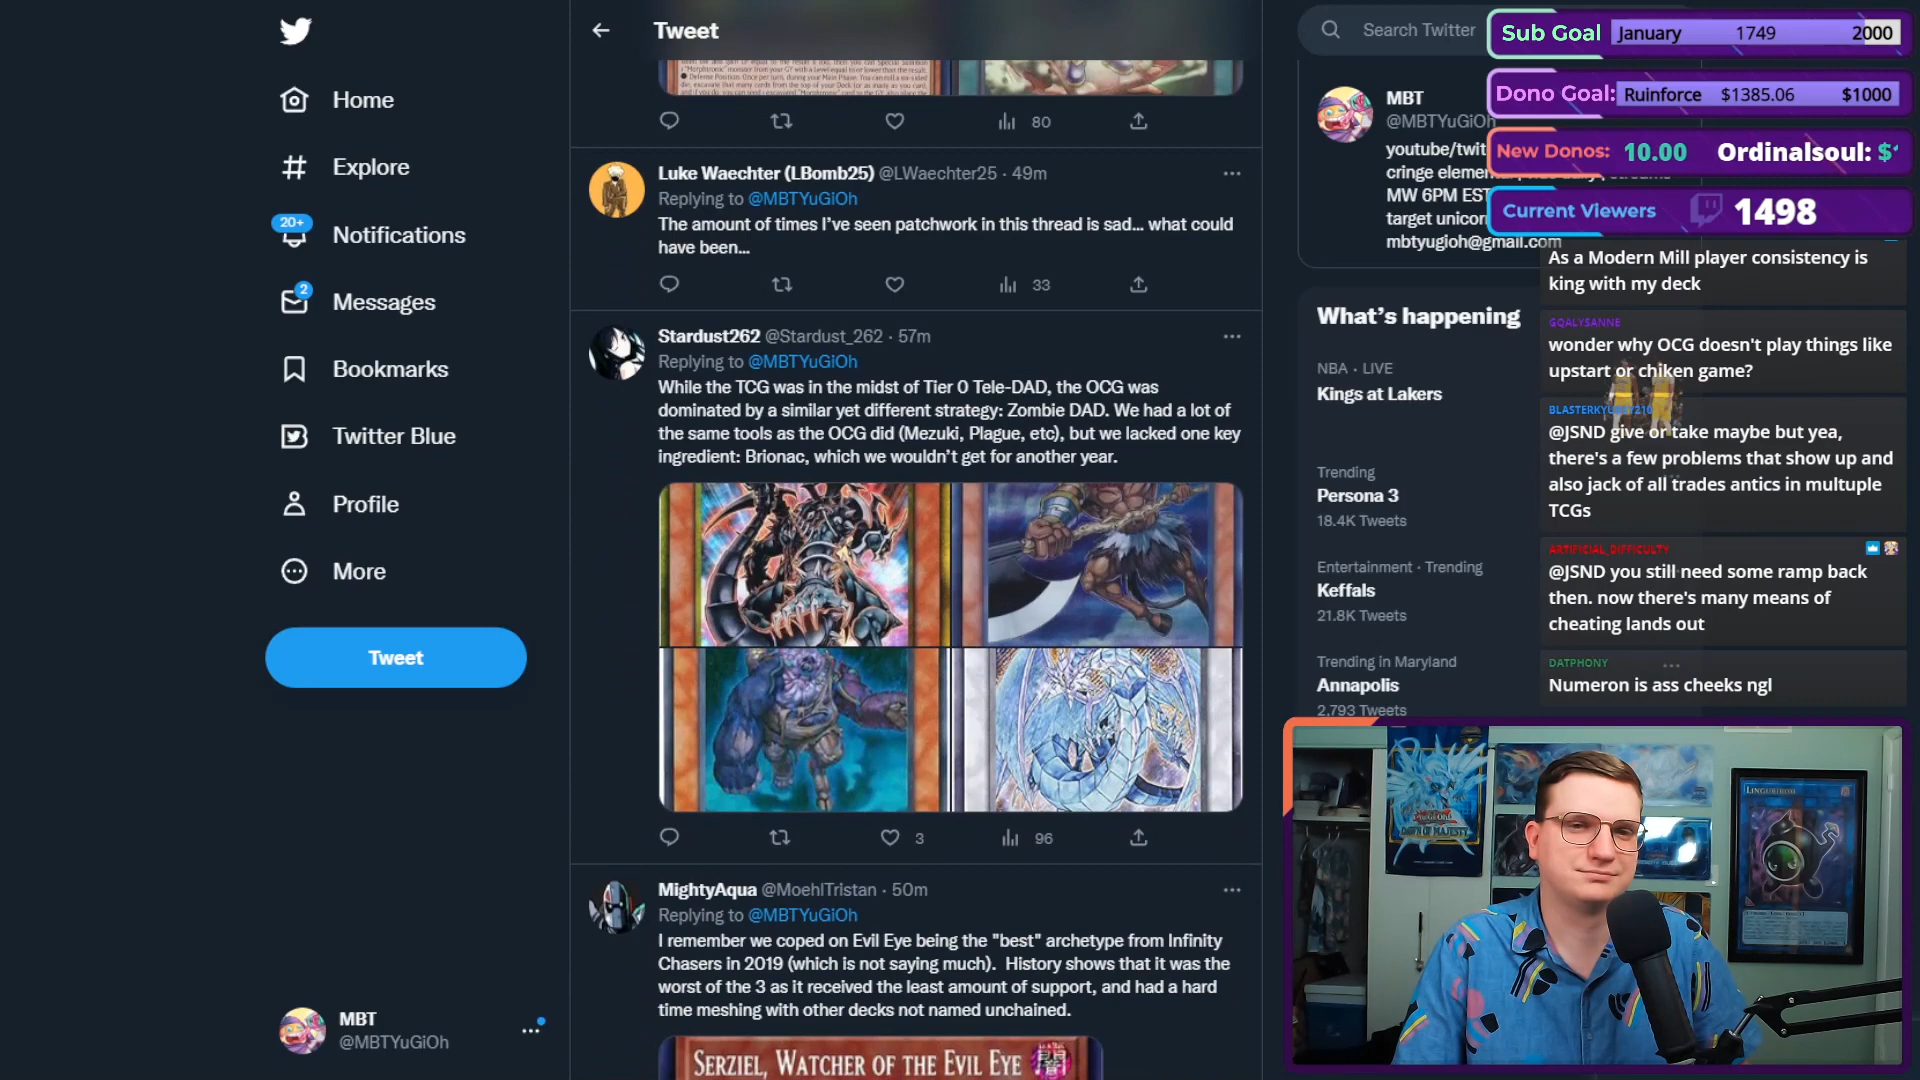 Home
Explore
20+
Notifications
2
Messages
Bookmarks
Twitter Blue
Profile
More
Tweet
MBT
@MBTYuGiOh
Tweet
80
Luke Waechter (LBomb25) @LWaechter25 · 49m
Replying to @MBTYuGiOh
The amount of times I've seen patchwork in this thread is sad... what could
have been...
33
Stardust262 @Stardust_262 · 57m
Replying to @MBTYuGiOh
While the TCG was in the midst of Tier 0 Tele-DAD, the OCG was
dominated by a similar yet different strategy: Zombie DAD. We had a lot of
the same tools as the OCG did (Mezuki, Plague, etc), but we lacked one key
ingredient: Brionac, which we wouldn't get for another year.
3
96
MightyAqua @MoehlTristan · 50m
Replying to @MBTYuGiOh
I remember we coped on Evil Eye being the "best" archetype from Infinity
Chasers in 2019 (which is not saying much).  History shows that it was the
worst of the 3 as it received the least amount of support, and had a hard
time meshing with other decks not named unchained.
SERZIEL, WATCHER OF THE EVIL EYE
Search Twitter
MBT
@MBTYuGiOh
youtube/twit
cringe element
MW 6PM EST
target unicor
mbtyugioh@gmail.com
What's happening
NBA · LIVE
Kings at Lakers
Trending
Persona 3
18.4K Tweets
Entertainment · Trending
Keffals
21.8K Tweets
Trending in Maryland
Annapolis
2,793 Tweets
Sub Goal January 1749 2000
Dono Goal: Ruinforce $1385.06 $1000
New Donos: 10.00 Ordinalsoul: $
Current Viewers 1498
As a Modern Mill player consistency is
king with my deck
GQALYSANNE
wonder why OCG doesn't play things like
upstart or chiken game?
@JSND give or take maybe but yea,
there's a few problems that show up and
also jack of all trades antics in multuple
TCGs
ARTIFICIAL_DIFFICULTY
@JSND you still need some ramp back
then. now there's many means of
cheating lands out
DATPHONY
Numeron is ass cheeks ngl
DAWN OF MAJESTY
LINGURIBOH